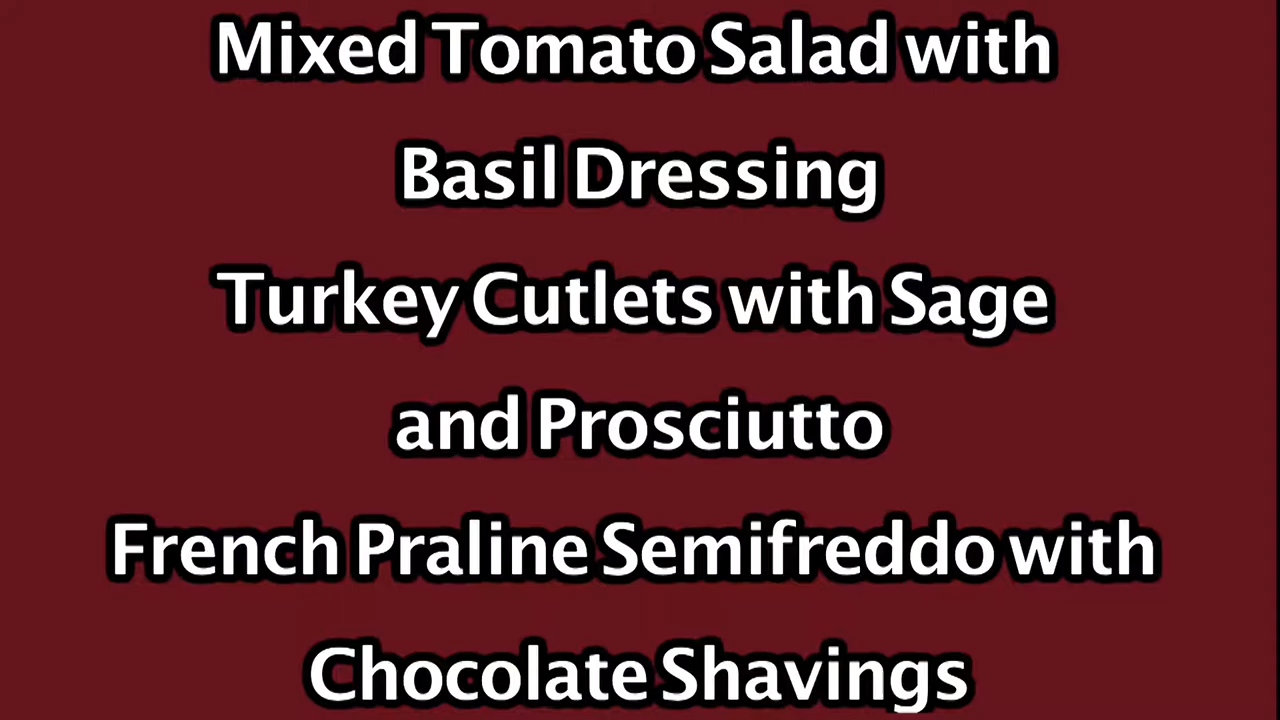 Mixed Tomato Salad with
Basil Dressing
Turkey Cutlets with Sage
and Prosciutto
French Praline Semifreddo with
Chocolate Shavings